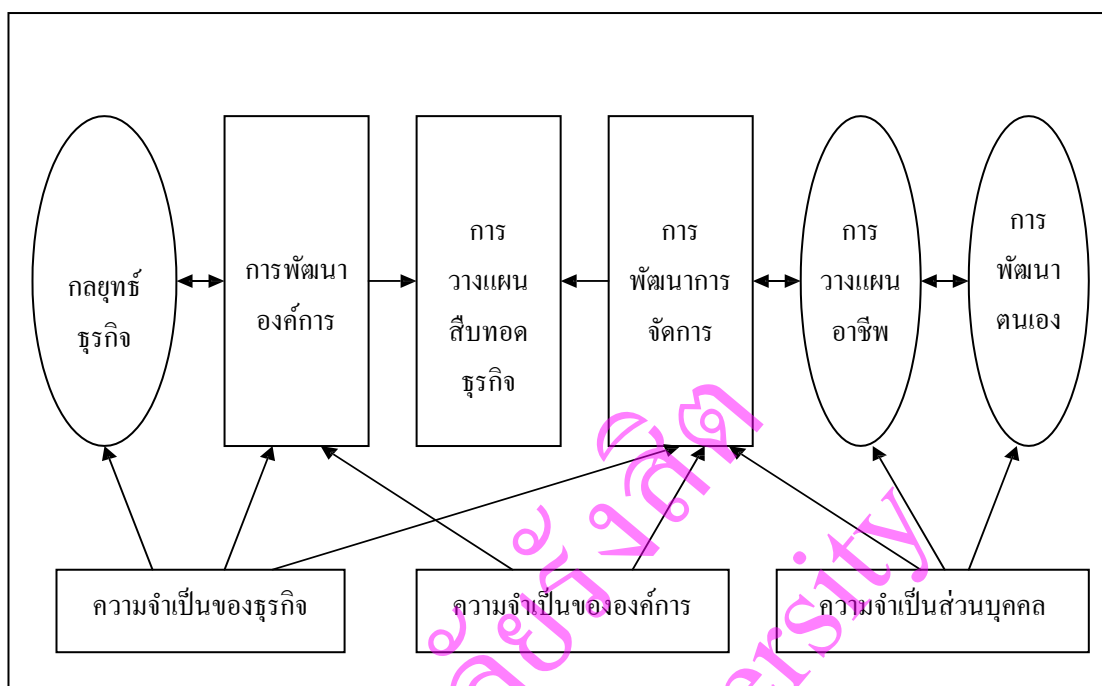 กลยุทธ์
ธุรกิจ
การพัฒนา
องค์การ
การ
วางแผน
สืบทอด
ธุรกิจ
การ
พัฒนาการ
จัดการ
การ
วางแผน
อาชีพ
การ
พัฒนา
ตนเอง
ความจำเป็นของธุรกิจ
ความจำเป็นขององค์การ
ความจำเป็นส่วนบุคคล